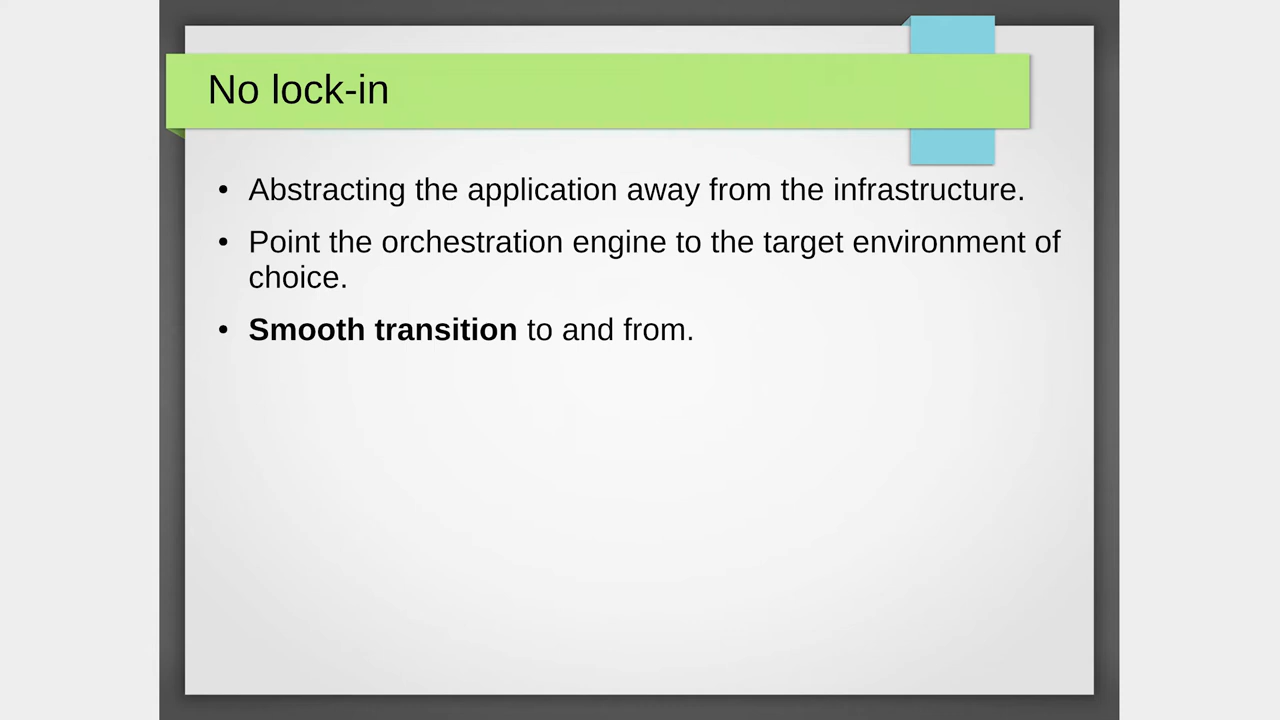 No lock-in
• Abstracting the application away from the infrastructure.
• Point the orchestration engine to the target environment of
choice.
• Smooth transition to and from.